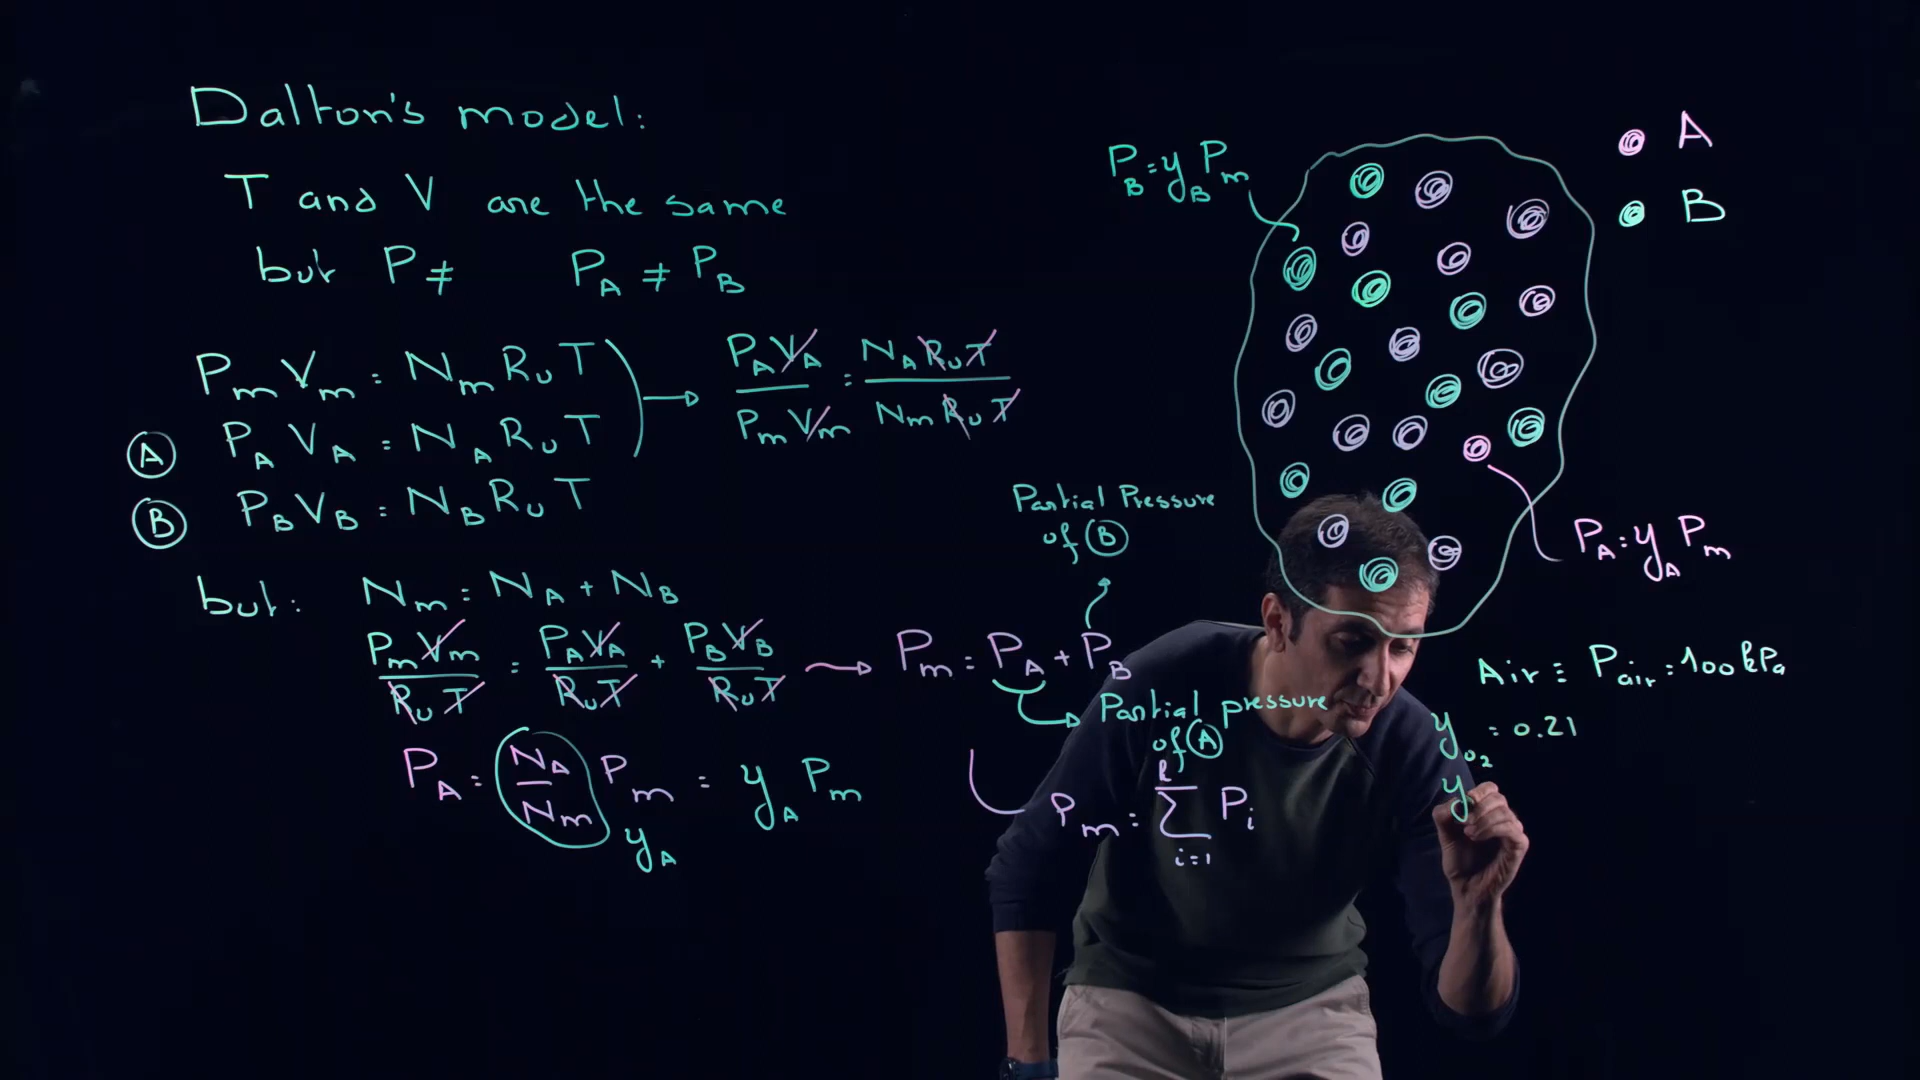 Dalton's model:
T and V are the same
but P ≠ P_A ≠ P_B
P_m V_m = N_m R_u T
(A) P_A V_A = N_A R_u T
(B) P_B V_B = N_B R_u T
P_A V_A / P_m V_m = N_A R_u T / N_m R_u T
but: N_m = N_A + N_B
P_m V_m / R_u T = P_A V_A / R_u T + P_B V_B / R_u T → P_m = P_A + P_B
Partial Pressure
of (B)
Partial pressure
of (A)
P_A = (N_A / N_m) P_m = y_A P_m
y_A
P_m = ∑ P_i
k
i=1
P_B = y_B P_m
A
B
P_A = y_A P_m
Air ≡ P_air = 100 kPa
y_O2 = 0.21
y